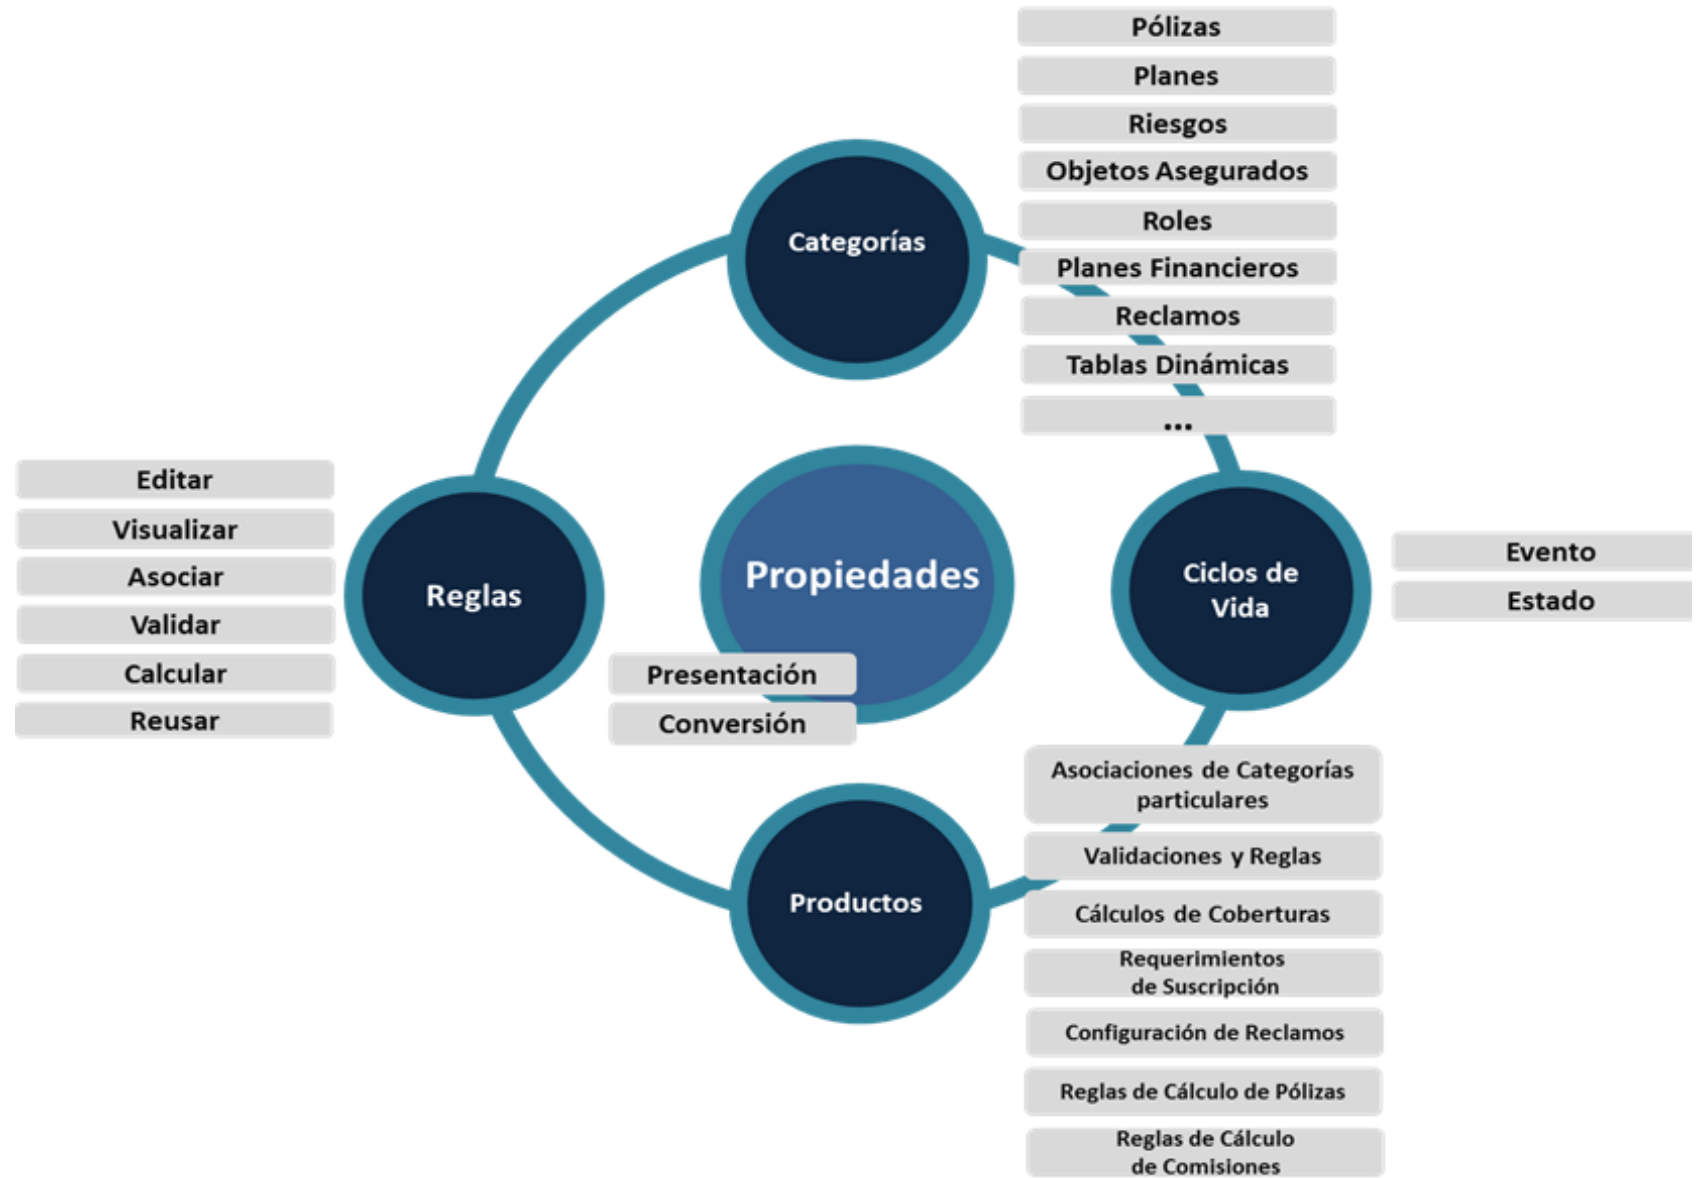 Pólizas
Planes
Riesgos
Objetos Asegurados
Roles
Planes Financieros
Reclamos
Tablas Dinámicas
...
Categorías
Editar
Visualizar
Asociar
Validar
Calcular
Reusar
Reglas
Propiedades
Presentación
Conversión
Ciclos de
Vida
Evento
Estado
Productos
Asociaciones de Categorías
particulares
Validaciones y Reglas
Cálculos de Coberturas
Requerimientos
de Suscripción
Configuración de Reclamos
Reglas de Cálculo de Pólizas
Reglas de Cálculo
de Comisiones